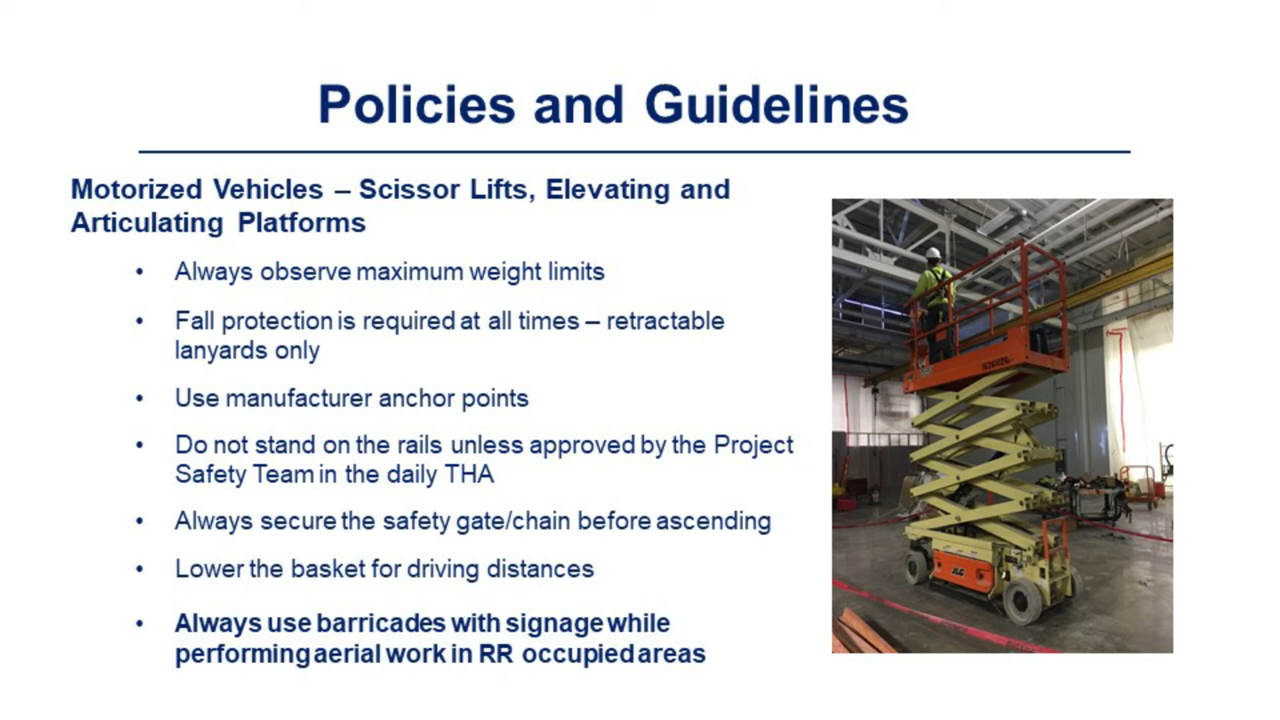 Policies and Guidelines
Motorized Vehicles – Scissor Lifts, Elevating and
Articulating Platforms
• Always observe maximum weight limits
• Fall protection is required at all times – retractable
lanyards only
• Use manufacturer anchor points
• Do not stand on the rails unless approved by the Project
Safety Team in the daily THA
• Always secure the safety gate/chain before ascending
• Lower the basket for driving distances
• Always use barricades with signage while
performing aerial work in RR occupied areas
JLG